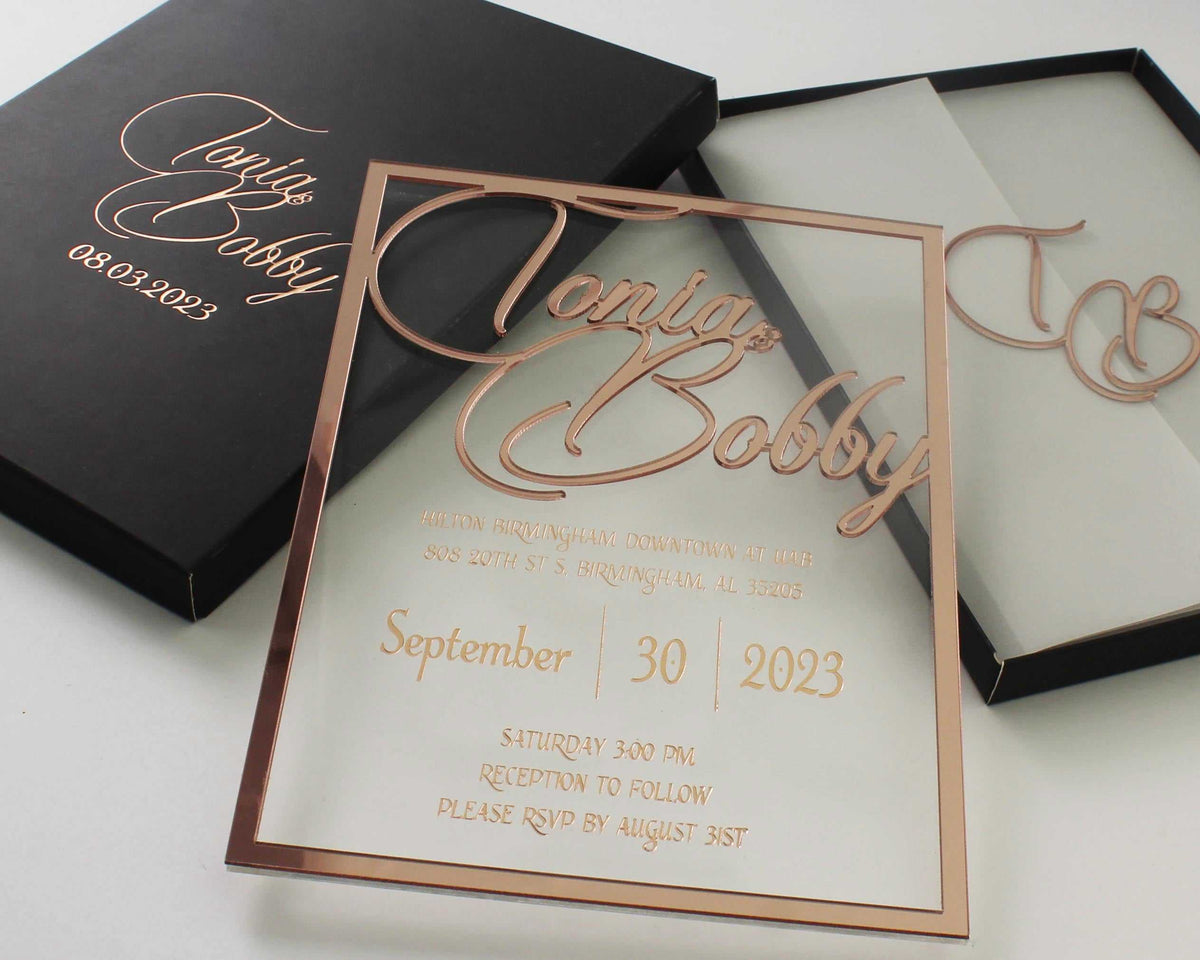 Tonia &
Bobby
08.03.2023
Tonia &
Bobby
HILTON BIRMINGHAM DOWNTOWN AT UAB
808 20TH ST S, BIRMINGHAM, AL 35205
September | 30 | 2023
SATURDAY 3:00 PM
RECEPTION TO FOLLOW
PLEASE RSVP BY AUGUST 31ST
T B